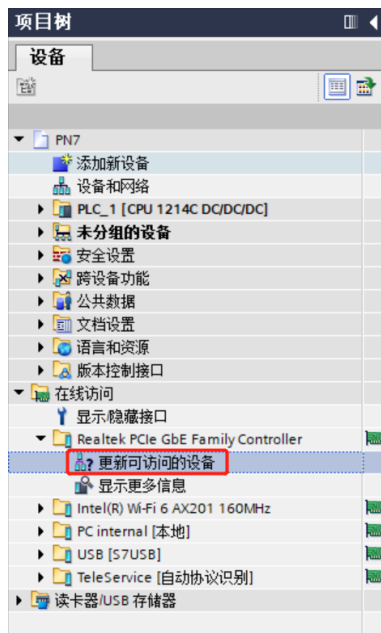 项目树
设备
PN7
添加新设备
设备和网络
PLC_1 [CPU 1214C DC/DC/DC]
未分组的设备
安全设置
跨设备功能
公共数据
文档设置
语言和资源
版本控制接口
在线访问
显示/隐藏接口
Realtek PCIe GbE Family Controller
更新可访问的设备
显示更多信息
Intel(R) Wi-Fi 6 AX201 160MHz
PC internal [本地]
USB [S7USB]
TeleService [自动协议识别]
读卡器/USB 存储器